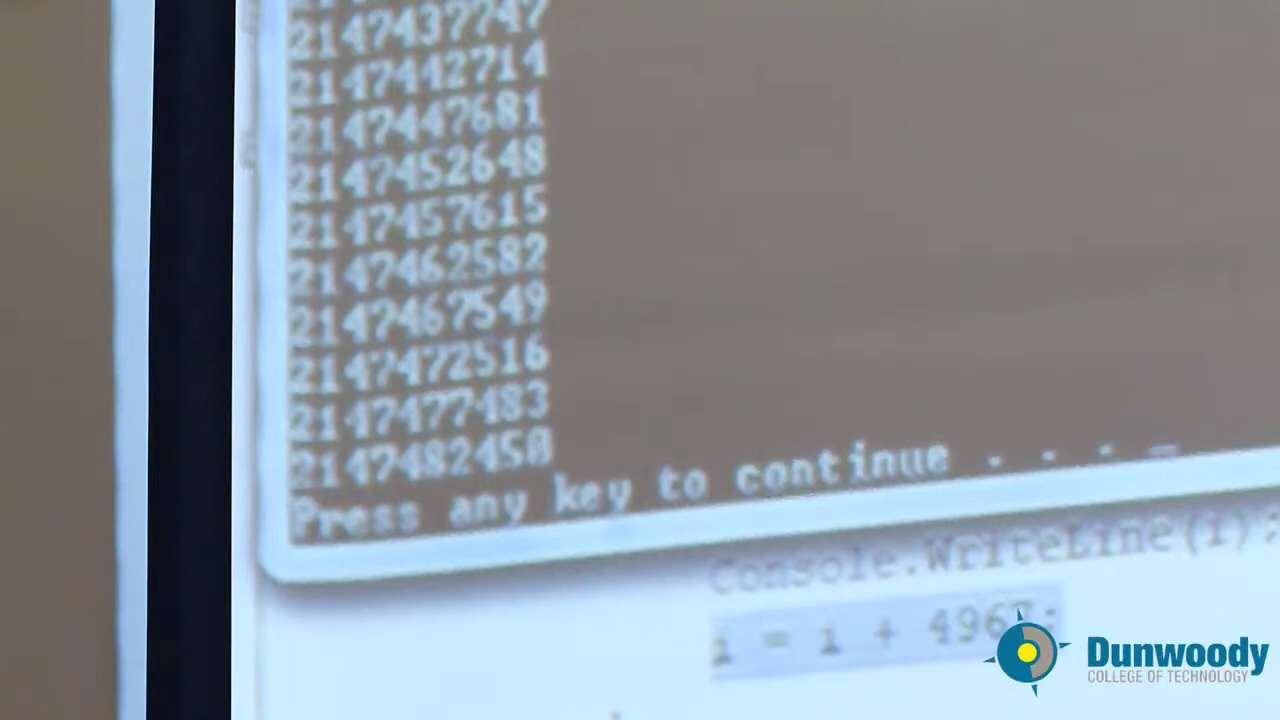 2147437747
2147442714
2147447681
2147452648
2147457615
2147462582
2147467549
2147472516
2147477483
2147482450
Press any key to continue . . . _
Console.WriteLine(i);
i = i + 4967;
Dunwoody
COLLEGE OF TECHNOLOGY